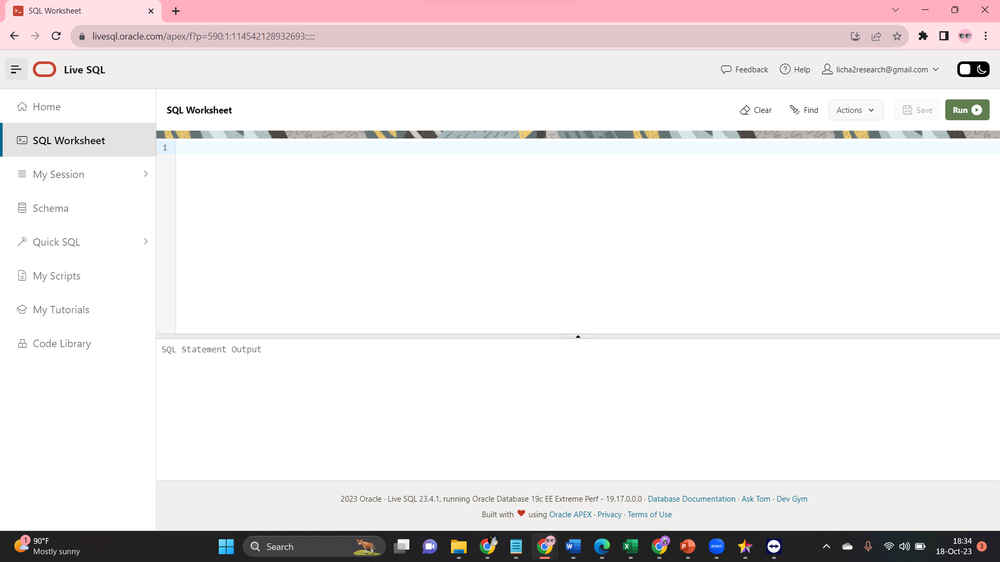 SQL Worksheet
livesql.oracle.com/apex/f?p=590:1:114542128932693:::::
Live SQL
Feedback
Help
licha2research@gmail.com
Home
SQL Worksheet
My Session
Schema
Quick SQL
My Scripts
My Tutorials
Code Library
SQL Worksheet
Clear
Find
Actions
Save
Run
1
SQL Statement Output
2023 Oracle · Live SQL 23.4.1, running Oracle Database 19c EE Extreme Perf - 19.17.0.0.0 · Database Documentation · Ask Tom · Dev Gym
Built with ❤ using Oracle APEX · Privacy · Terms of Use
1
90°F
Mostly sunny
Search
W
X
P
zoom
18:34
18-Oct-23
3